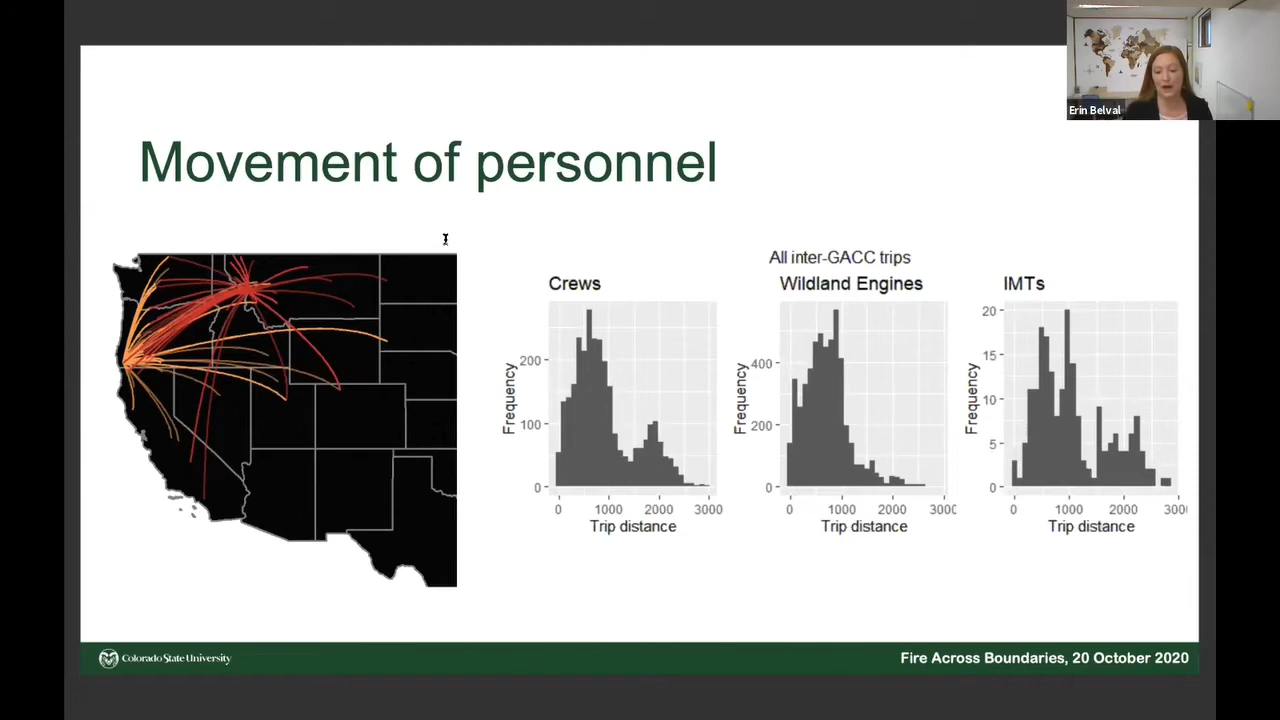 Erin Belval
Movement of personnel
All inter-GACC trips
Crews
Frequency
200
100
0
0 1000 2000 3000
Trip distance
Wildland Engines
Frequency
400
200
0
0 1000 2000 3000
Trip distance
IMTs
Frequency
20
15
10
5
0
0 1000 2000 300
Trip distance
Colorado State University
Fire Across Boundaries, 20 October 2020